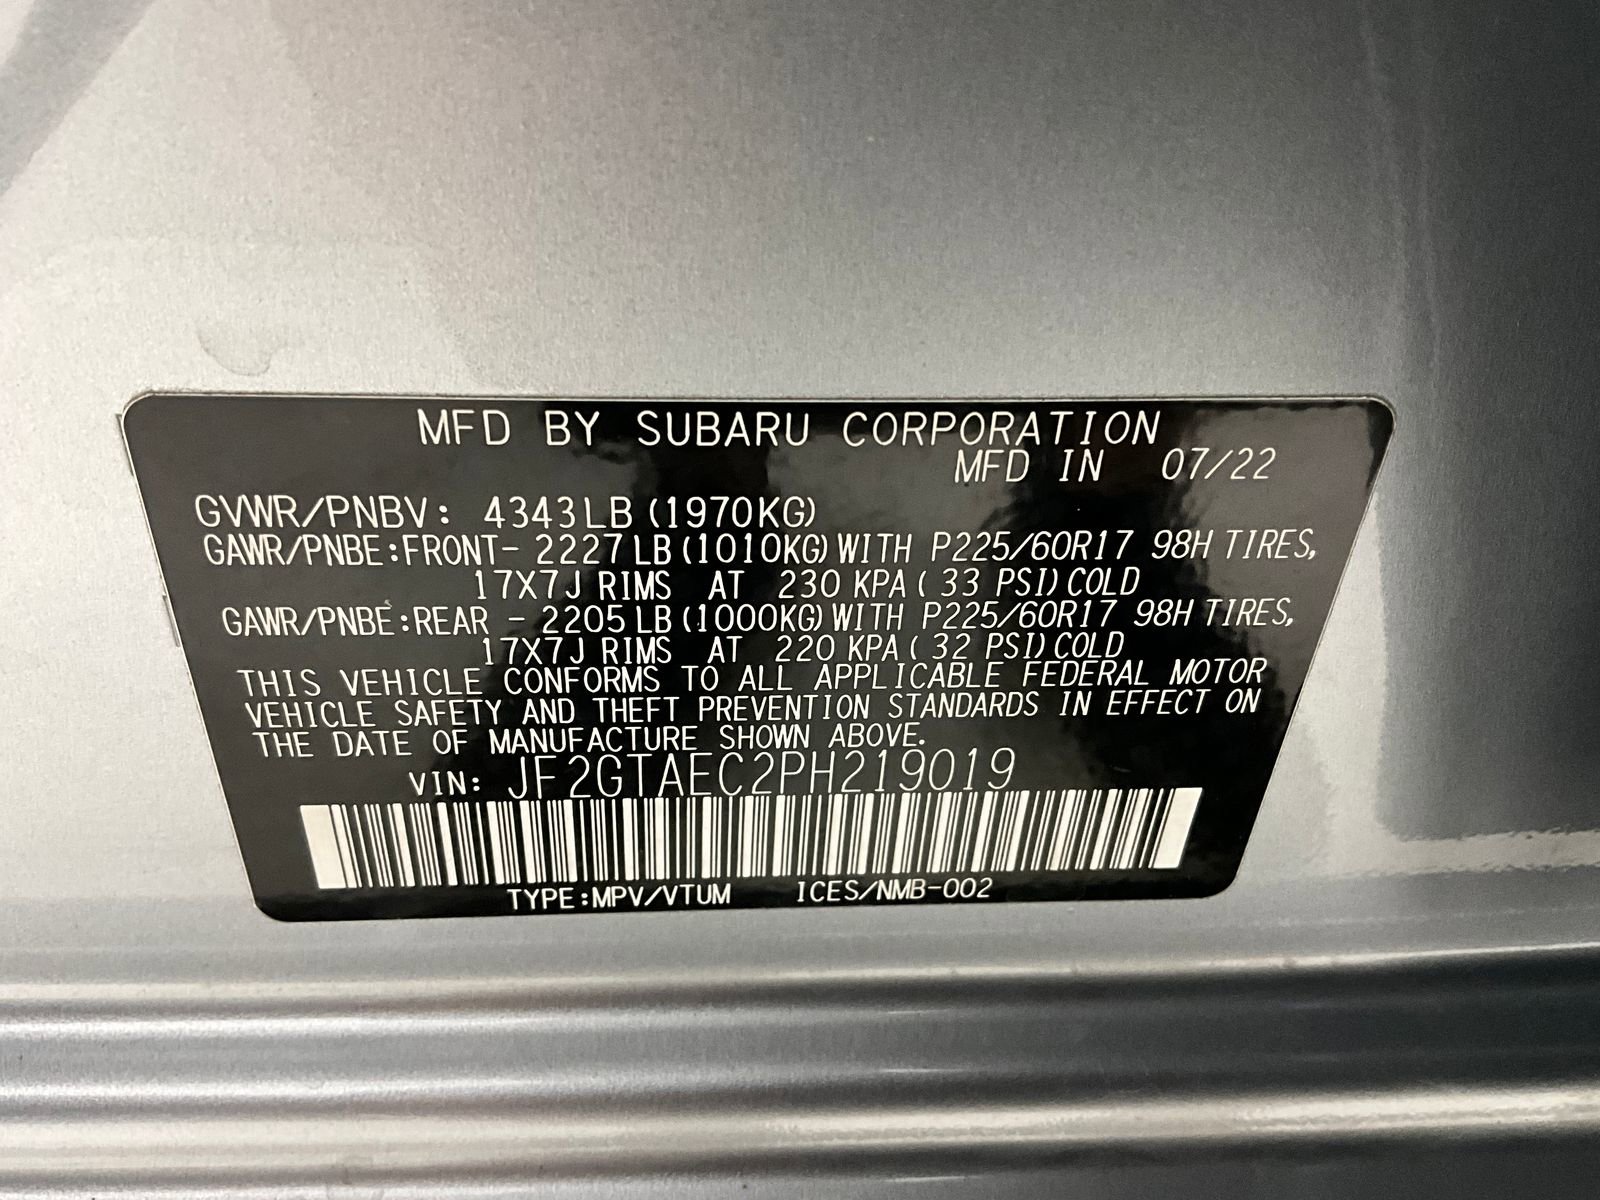 MFD BY SUBARU CORPORATION
MFD IN 07/22
GVWR/PNBV: 4343LB (1970KG)
GAWR/PNBE:FRONT- 2227LB(1010KG)WITH P225/60R17 98H TIRES,
17X7J RIMS AT 230 KPA( 33 PSI)COLD
GAWR/PNBE:REAR - 2205LB(1000KG)WITH P225/60R17 98H TIRES,
17X7J RIMS AT 220 KPA( 32 PSI)COLD
THIS VEHICLE CONFORMS TO ALL APPLICABLE FEDERAL MOTOR
VEHICLE SAFETY AND THEFT PREVENTION STANDARDS IN EFFECT ON
THE DATE OF MANUFACTURE SHOWN ABOVE.
VIN: JF2GTAEC2PH219019
TYPE:MPV/VTUM ICES/NMB-002